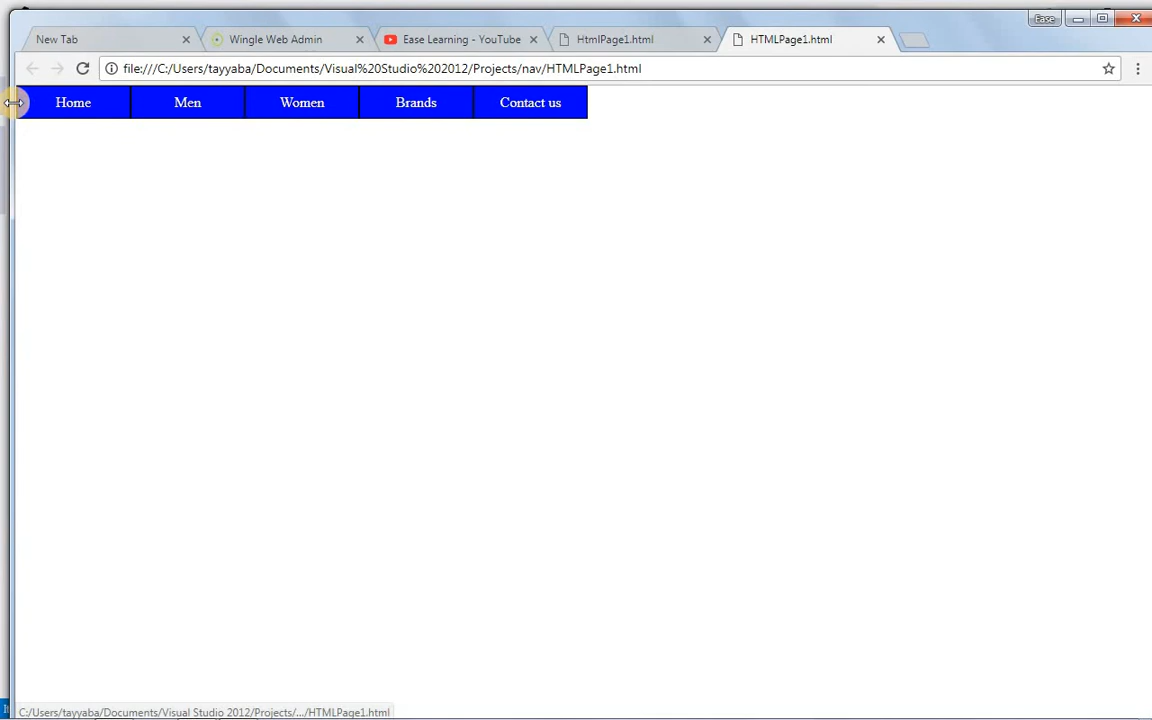 Ease
New Tab
Wingle Web Admin
Ease Learning - YouTube
HtmlPage1.html
HTMLPage1.html
file:///C:/Users/tayyaba/Documents/Visual%20Studio%202012/Projects/nav/HTMLPage1.html
Home
Men
Women
Brands
Contact us
C:/Users/tayyaba/Documents/Visual Studio 2012/Projects/.../HTMLPage1.html